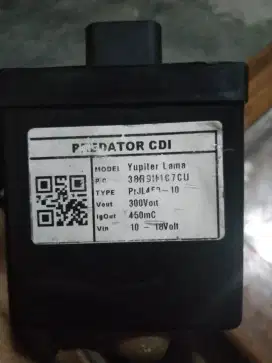 PREDATOR CDI
MODEL Yupiter Lama
TYPE
Vout 300Volt
IgOut 450mC
Vin 10 - 18Volt